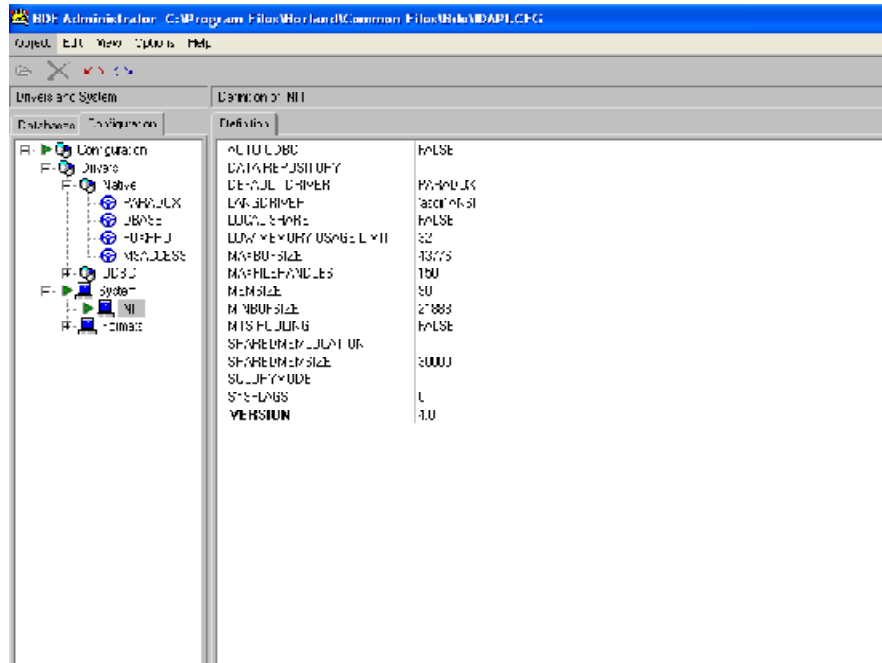 BDE Administrator C:\Program Files\Borland\Common Files\Bde\IDAPI.CFG
Object Edit View Options Help
Drivers and System
Definition of INIT
Databases Configuration
Definition
Configuration
Drivers
Native
PARADOX
DBASE
FOXPRO
MSACCESS
ODBC
System
INIT
Formats
AUTO ODBC FALSE
DATA REPOSITORY
DEFAULT DRIVER PARADOX
LANGDRIVER 'ascii' ANSI
LOCAL SHARE FALSE
LOW MEMORY USAGE LIMIT 32
MAXBUFSIZE
MAXFILEHANDLES 150
MEMSIZE
MINBUFSIZE
MTS POOLING FALSE
SHAREDMEMLOCATION
SHAREDMEMSIZE 30000
SQLQRYMODE
SYSFLAGS 0
VERSION 4.0